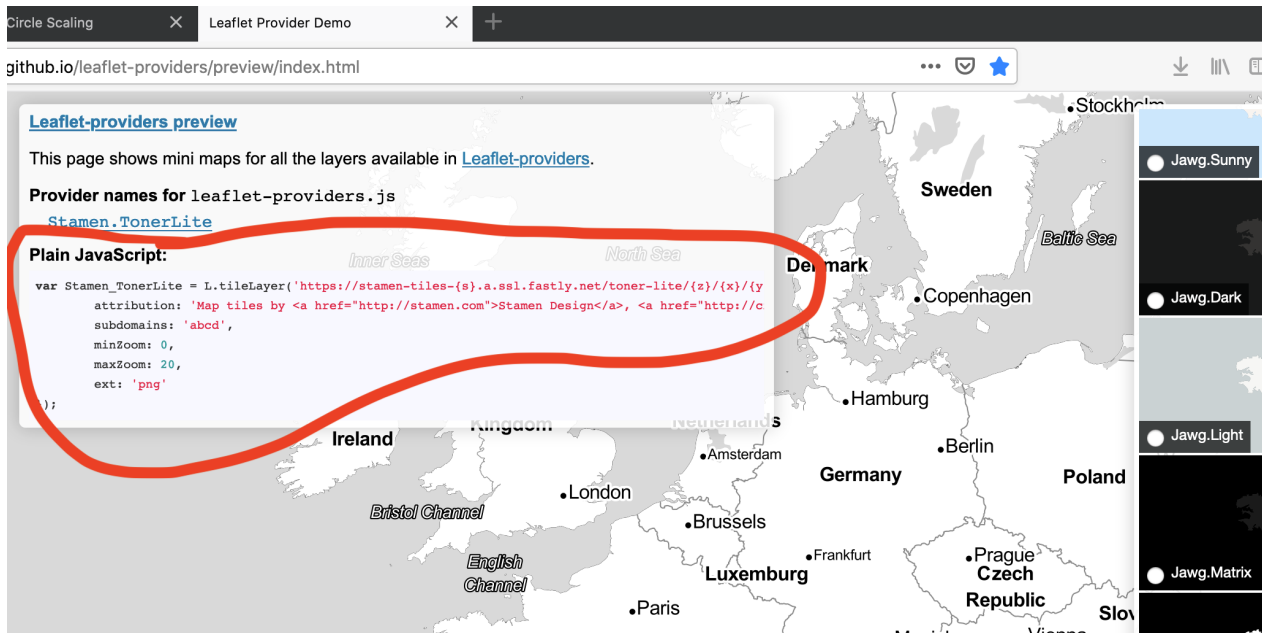 Circle Scaling
Leaflet Provider Demo
github.io/leaflet-providers/preview/index.html
Leaflet-providers preview
This page shows mini maps for all the layers available in Leaflet-providers.
Provider names for leaflet-providers.js
Stamen.TonerLite
Plain JavaScript:
var Stamen_TonerLite = L.tileLayer('https://stamen-tiles-{s}.a.ssl.fastly.net/toner-lite/{z}/{x}/{y
attribution: 'Map tiles by <a href="http://stamen.com">Stamen Design</a>, <a href="http://c
subdomains: 'abcd',
minZoom: 0,
maxZoom: 20,
ext: 'png'
);
Inner Seas
North Sea
Stockholm
Sweden
Baltic Sea
Denmark
Copenhagen
Hamburg
Netherlands
Kingdom
Ireland
Berlin
Amsterdam
Germany
Poland
London
Bristol Channel
Brussels
English
Channel
Frankfurt
Luxemburg
Prague
Czech
Republic
Paris
Slov
Vienna
Jawg.Sunny
Jawg.Dark
Jawg.Light
Jawg.Matrix